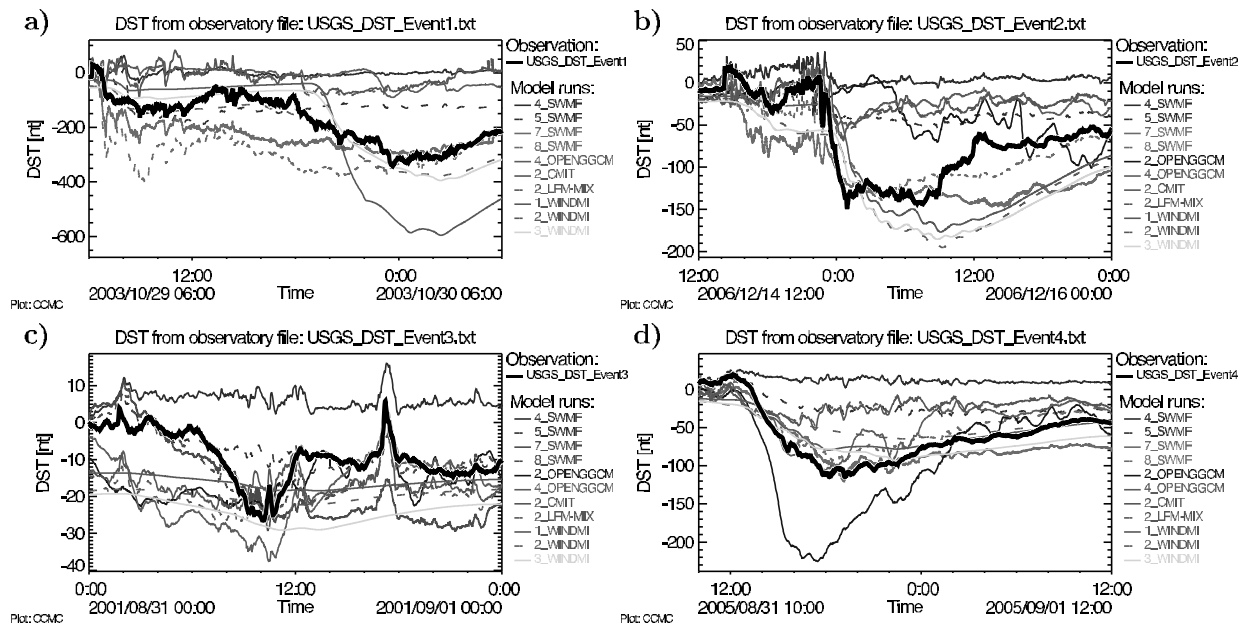 a)
DST from observatory file: USGS_DST_Event1.txt
Observation:
USGS_DST_Event1
Model runs:
4_SWMF
5_SWMF
7_SWMF
8_SWMF
4_OPENGGCM
2_CMIT
2_LFM-MIX
1_WINDMI
2_WINDMI
3_WINDMI
DST [nt]
0
-200
-400
-600
12:00
0:00
2003/10/29 06:00
Time
2003/10/30 06:00
Plot: CCMC
b)
DST from observatory file: USGS_DST_Event2.txt
Observation:
USGS_DST_Event2
Model runs:
4_SWMF
5_SWMF
7_SWMF
8_SWMF
2_OPENGGCM
4_OPENGGCM
2_CMIT
2_LFM-MIX
1_WINDMI
2_WINDMI
3_WINDMI
DST [nt]
50
0
-50
-100
-150
-200
12:00
0:00
12:00
0:00
2006/12/14 12:00
Time
2006/12/16 00:00
Plot: CCMC
c)
DST from observatory file: USGS_DST_Event3.txt
Observation:
USGS_DST_Event3
Model runs:
4_SWMF
5_SWMF
7_SWMF
8_SWMF
2_OPENGGCM
4_OPENGGCM
2_CMIT
2_LFM-MIX
1_WINDMI
2_WINDMI
3_WINDMI
DST [nt]
10
0
-10
-20
-30
-40
0:00
12:00
0:00
2001/08/31 00:00
Time
2001/09/01 00:00
Plot: CCMC
d)
DST from observatory file: USGS_DST_Event4.txt
Observation:
USGS_DST_Event4
Model runs:
4_SWMF
5_SWMF
7_SWMF
8_SWMF
2_OPENGGCM
4_OPENGGCM
2_CMIT
2_LFM-MIX
1_WINDMI
2_WINDMI
3_WINDMI
DST [nt]
0
-50
-100
-150
-200
12:00
0:00
12:00
2005/08/31 10:00
Time
2005/09/01 12:00
Plot: CCMC